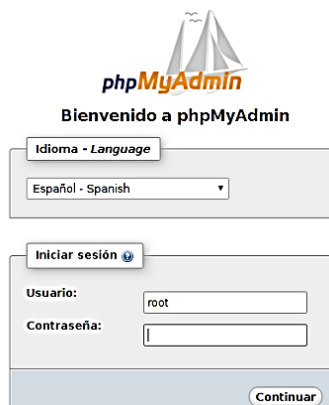 phpMyAdmin
Bienvenido a phpMyAdmin
Idioma - Language
Español - Spanish
Iniciar sesión
Usuario:
root
Contraseña:
Continuar